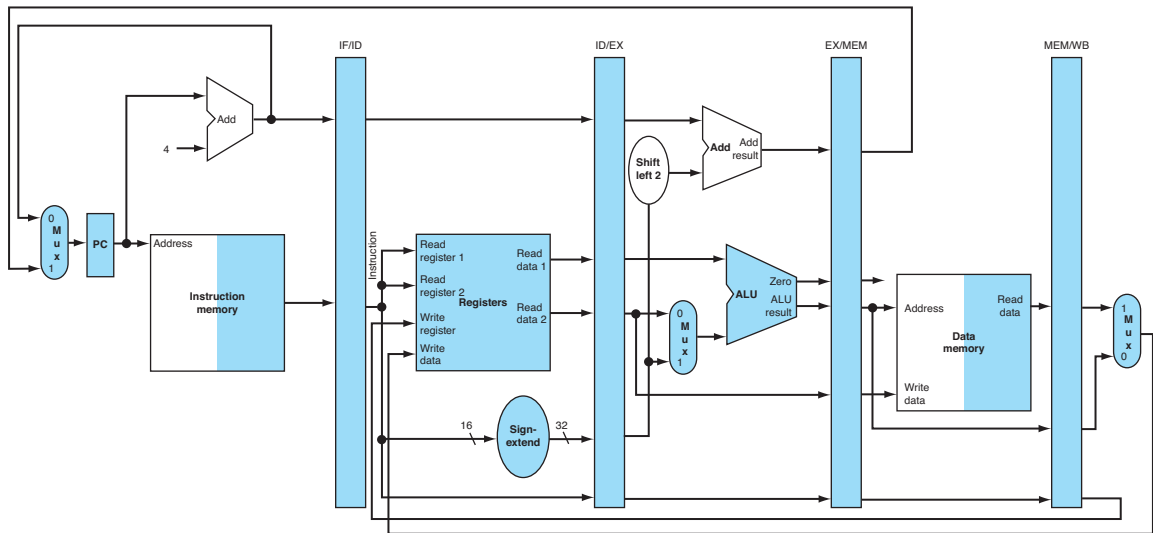 IF/ID
ID/EX
EX/MEM
MEM/WB
Add
4
0
M
u
x
1
PC
Address
Instruction
memory
Instruction
Read
register 1
Read
register 2
Registers
Write
register
Write
data
Read
data 1
Read
data 2
16
Sign-
extend
32
Shift
left 2
Add
Add
result
0
M
u
x
1
ALU
Zero
ALU
result
Address
Read
data
Data
memory
Write
data
1
M
u
x
0